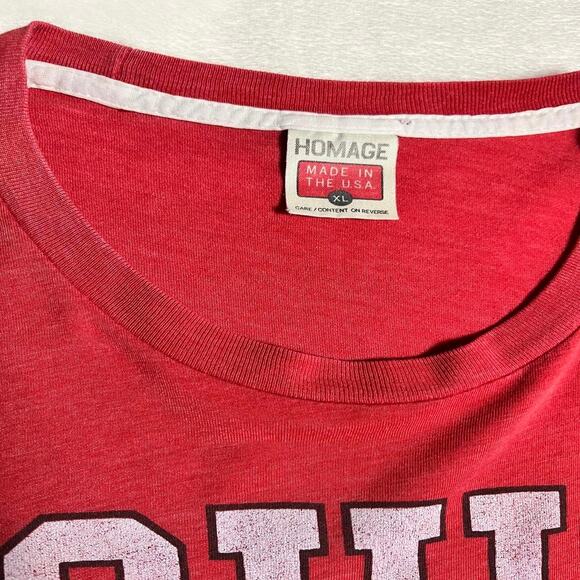 HOMAGE
MADE IN
THE U.S.A.
XL
CARE / CONTENT ON REVERSE